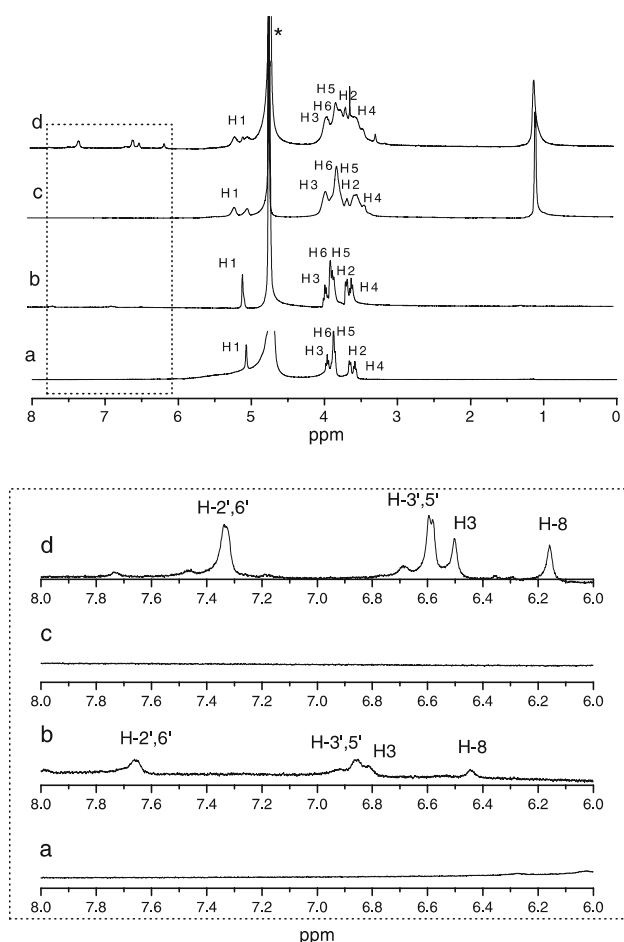 *
d H1 H3 H6 H5 H2 H4
c H1 H3 H6 H5 H2 H4
b H1 H3 H6 H5 H2 H4
a H1 H3 H6 H5 H2 H4
8 7 6 5 4 3 2 1 0
ppm
d H-2',6' H-3',5' H3 H-8
8.0 7.8 7.6 7.4 7.2 7.0 6.8 6.6 6.4 6.2 6.0
c
8.0 7.8 7.6 7.4 7.2 7.0 6.8 6.6 6.4 6.2 6.0
b H-2',6' H-3',5' H3 H-8
8.0 7.8 7.6 7.4 7.2 7.0 6.8 6.6 6.4 6.2 6.0
a
8.0 7.8 7.6 7.4 7.2 7.0 6.8 6.6 6.4 6.2 6.0
ppm